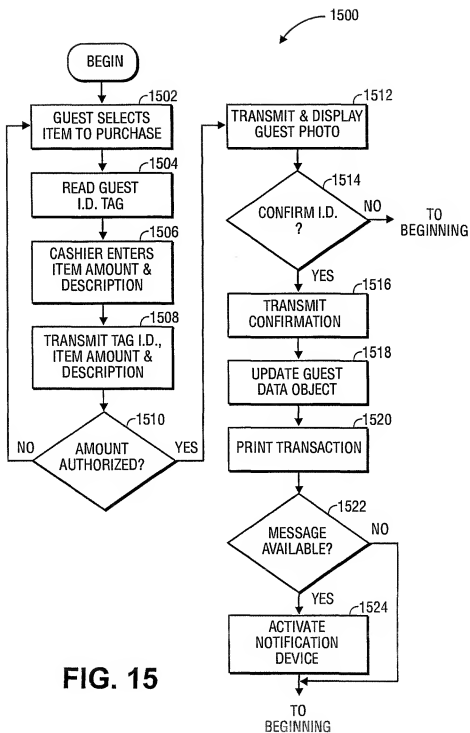 1500
BEGIN
1502
GUEST SELECTS
ITEM TO PURCHASE
1504
READ GUEST
I.D. TAG
1506
CASHIER ENTERS
ITEM AMOUNT &
DESCRIPTION
1508
TRANSMIT TAG I.D.,
ITEM AMOUNT &
DESCRIPTION
1510
NO
AMOUNT
AUTHORIZED?
YES
1512
TRANSMIT & DISPLAY
GUEST PHOTO
1514
CONFIRM I.D.
?
NO
TO
BEGINNING
YES
1516
TRANSMIT
CONFIRMATION
1518
UPDATE GUEST
DATA OBJECT
1520
PRINT TRANSACTION
1522
MESSAGE
AVAILABLE?
NO
YES
1524
ACTIVATE
NOTIFICATION
DEVICE
TO
BEGINNING
FIG. 15